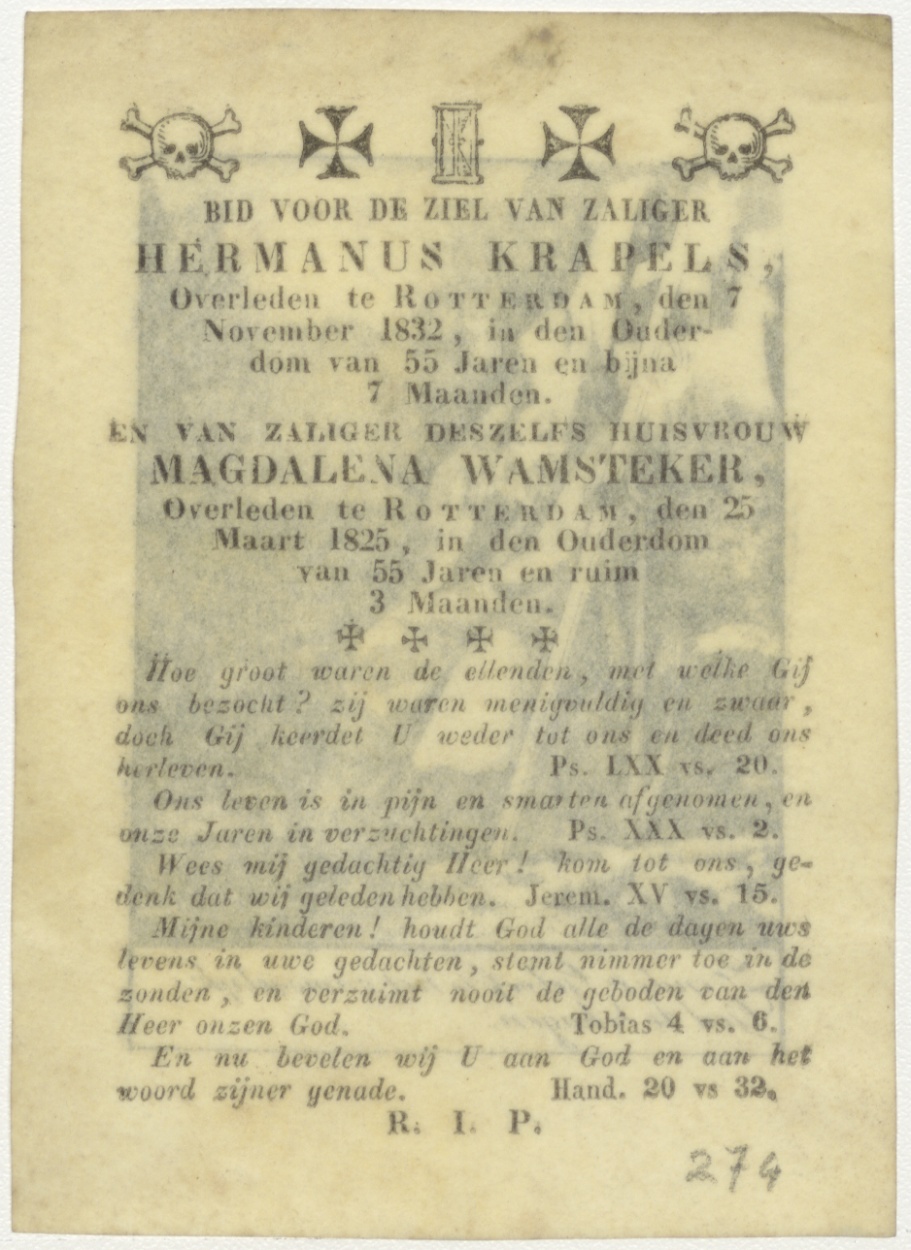 BID VOOR DE ZIEL VAN ZALIGER
HERMANUS KRAPELS,
Overleden te ROTTERDAM, den 7
November 1832, in den Ouder-
dom van 55 Jaren en bijna
7 Maanden.
EN VAN ZALIGER DESZELFS HUISVROUW
MAGDALENA WAMSTEKER,
Overleden te ROTTERDAM, den 25
Maart 1825, in den Ouderdom
van 55 Jaren en ruim
3 Maanden.
Hoe groot waren de ellenden, met welke Gij
ons bezocht? zij waren menigvuldig en zwaar,
doch Gij keerdet U weder tot ons en deed ons
herleven. Ps. LXX vs. 20.
Ons leven is in pijn en smarten afgenomen, en
onze Jaren in verzuchtingen. Ps. XXX vs. 2.
Wees mij gedachtig Heer! kom tot ons, ge-
denk dat wij geleden hebben. Jerem. XV vs. 15.
Mijne kinderen! houdt God alle de dagen uws
levens in uwe gedachten, stemt nimmer toe in de
zonden, en verzuimt nooit de geboden van den
Heer onzen God. Tobias 4 vs. 6.
En nu bevelen wij U aan God en aan het
woord zijner genade. Hand. 20 vs 32.
R. I. P.
274